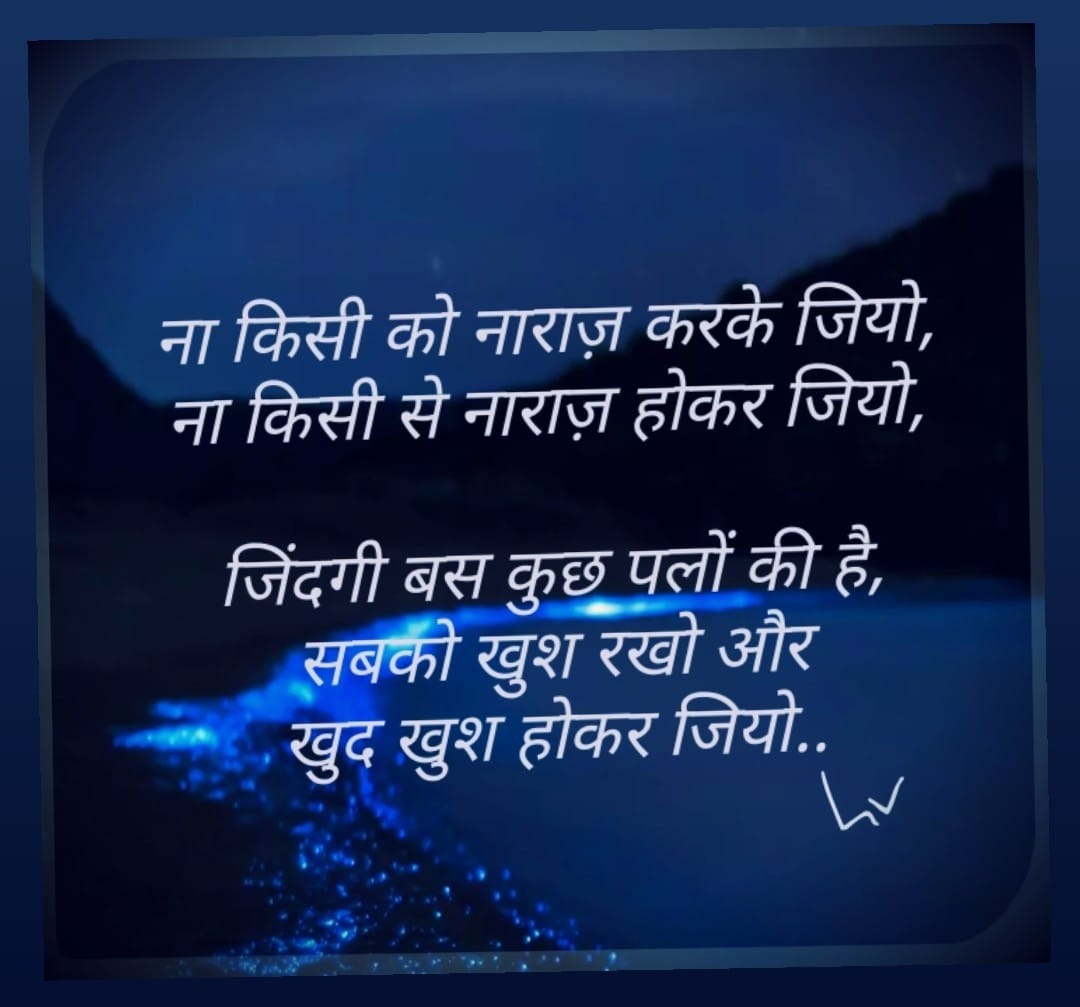 ना किसी को नाराज़ करके जियो,
ना किसी से नाराज़ होकर जियो,
जिंदगी बस कुछ पलों की है,
सबको खुश रखो और
खुद खुश होकर जियो..